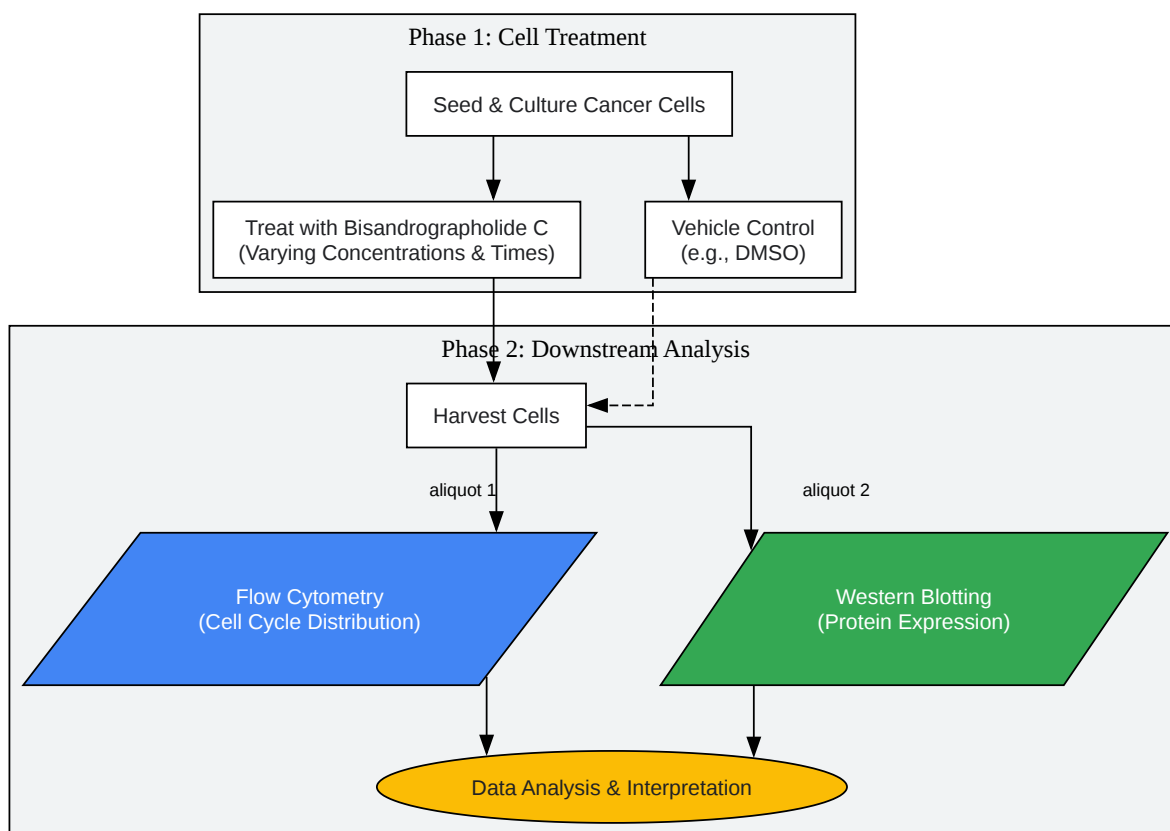 Phase 1: Cell Treatment
Seed & Culture Cancer Cells
Treat with Bisandrographolide C
(Varying Concentrations & Times)
Vehicle Control
(e.g., DMSO)
Phase 2: Downstream Analysis
Harvest Cells
aliquot 1
aliquot 2
Flow Cytometry
(Cell Cycle Distribution)
Western Blotting
(Protein Expression)
Data Analysis & Interpretation